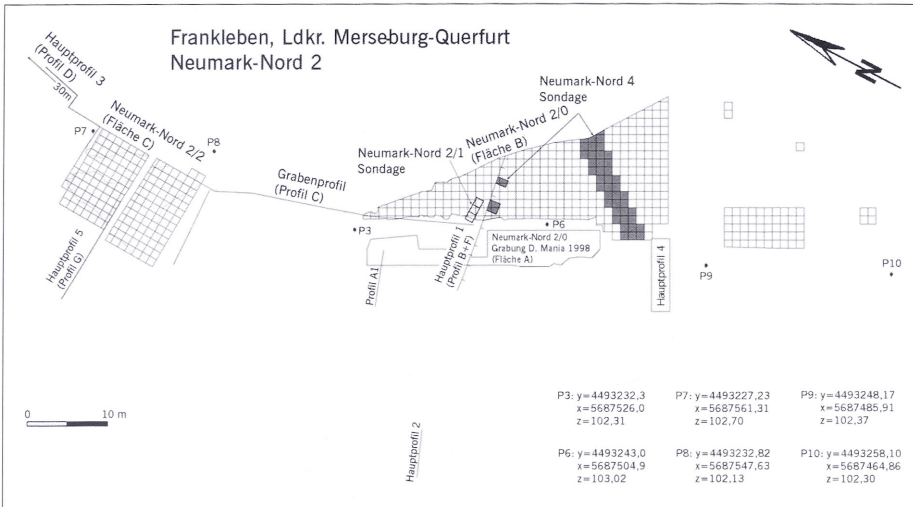 Frankleben, Ldkr. Merseburg-Querfurt
Neumark-Nord 2
Hauptprofil 3
(Profil D)
30m
P7
Neumark-Nord 2/2
(Fläche C)
P8
Hauptprofil 5
(Profil G)
Grabenprofil
(Profil C)
P3
Neumark-Nord 2/1
Sondage
Neumark-Nord 2/0
(Fläche B)
Neumark-Nord 4
Sondage
N
P6
Neumark-Nord 2/0
Grabung D. Mania 1998
(Fläche A)
Profil A1
Hauptprofil 1
(Profil B+F)
Hauptprofil 4
P9
P10
0 10 m
Hauptprofil 2
P3: y=4493232,3
x=5687526,0
z=102,31
P7: y=4493227,23
x=5687561,31
z=102,70
P9: y=4493248,17
x=5687485,91
z=102,37
P6: y=4493243,0
x=5687504,9
z=103,02
P8: y=4493232,82
x=5687547,63
z=102,13
P10: y=4493258,10
x=5687464,86
z=102,30